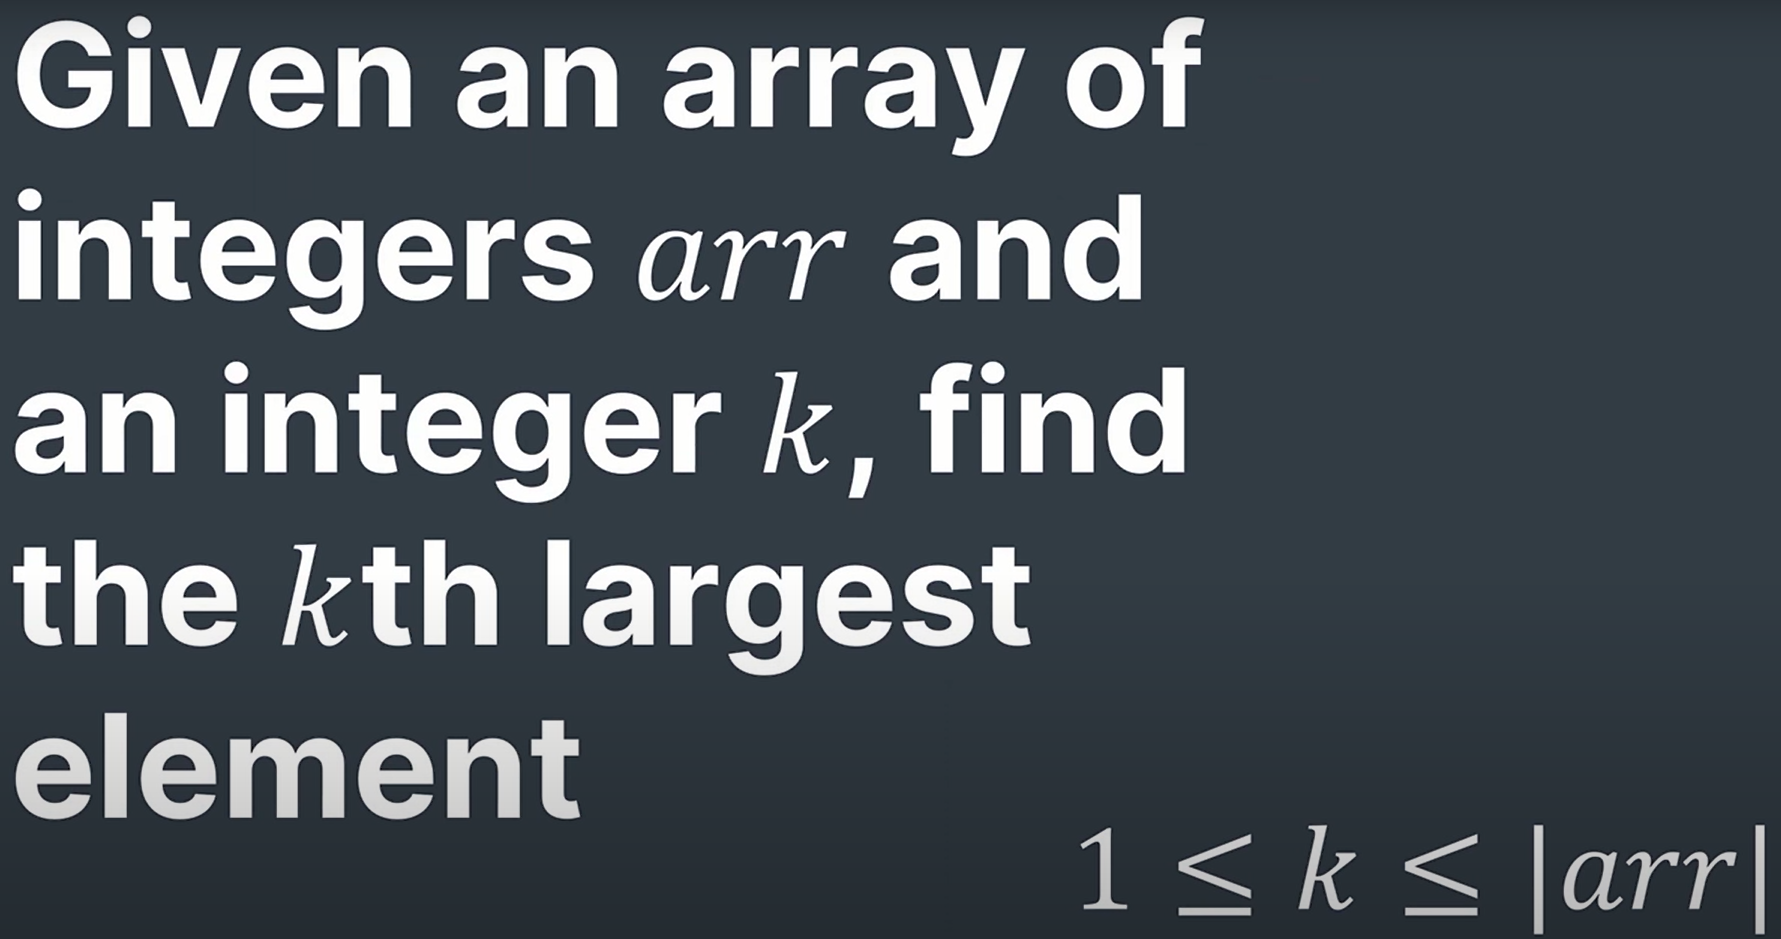 Given an array of
integers arr and
an integer k, find
the kth largest
element
1 ≤ k ≤ |arr|